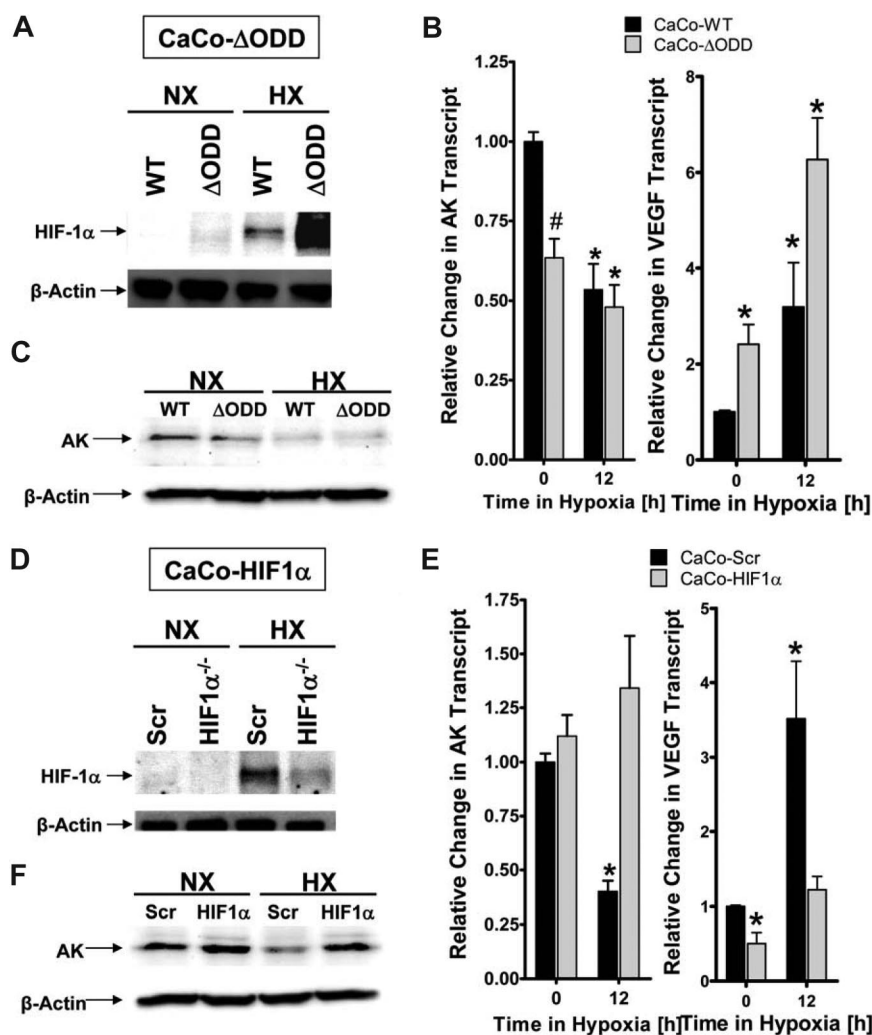 A
CaCo-ΔODD
NX HX
WT ΔODD WT ΔODD
HIF-1α
β-Actin
B
CaCo-WT
CaCo-ΔODD
Relative Change in AK Transcript
1.25
1.00
0.75
0.50
0.25
0.00
#
*
*
0 12
Time in Hypoxia [h]
Relative Change in VEGF Transcript
8
6
4
2
0
*
*
*
0 12
Time in Hypoxia [h]
C
NX HX
WT ΔODD WT ΔODD
AK
β-Actin
D
CaCo-HIF1α
NX HX
Scr HIF1α-/- Scr HIF1α-/-
HIF-1α
β-Actin
E
CaCo-Scr
CaCo-HIF1α
Relative Change in AK Transcript
1.75
1.50
1.25
1.00
0.75
0.50
0.25
0.00
*
0 12
Time in Hypoxia [h]
Relative Change in VEGF Transcript
5
4
3
2
1
0
*
*
0 12
Time in Hypoxia [h]
F
NX HX
Scr HIF1α Scr HIF1α
AK
β-Actin